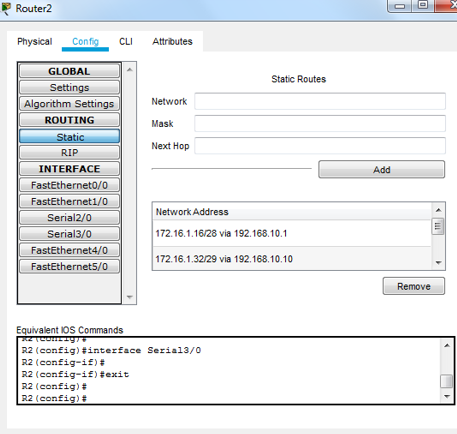 Router2
Physical Config CLI Attributes
GLOBAL
Settings
Algorithm Settings
ROUTING
Static
RIP
INTERFACE
FastEthernet0/0
FastEthernet1/0
Serial2/0
Serial3/0
FastEthernet4/0
FastEthernet5/0
Static Routes
Network
Mask
Next Hop
Add
Network Address
172.16.1.16/28 via 192.168.10.1
172.16.1.32/29 via 192.168.10.10
Remove
Equivalent IOS Commands
R2(config)#
R2(config)#interface Serial3/0
R2(config-if)#
R2(config-if)#exit
R2(config)#
R2(config)#